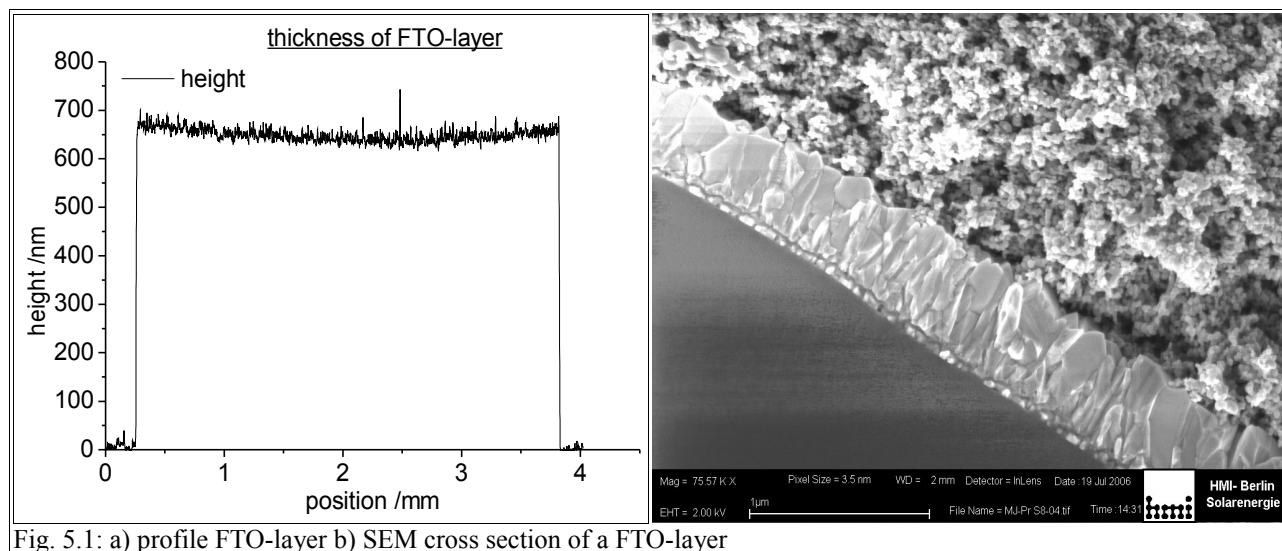 thickness of FTO-layer
800
height
700
600
500
400
300
200
100
0
height /nm
0 1 2 3 4
position /mm
Mag = 75.57 K X Pixel Size = 3.5 nm WD = 2 mm Detector = InLens Date :19 Jul 2006
1µm
EHT = 2.00 kV File Name = MJ-Pr S8-04.tif Time :14:31
HMI- Berlin
Solarenergie
Fig. 5.1: a) profile FTO-layer b) SEM cross section of a FTO-layer